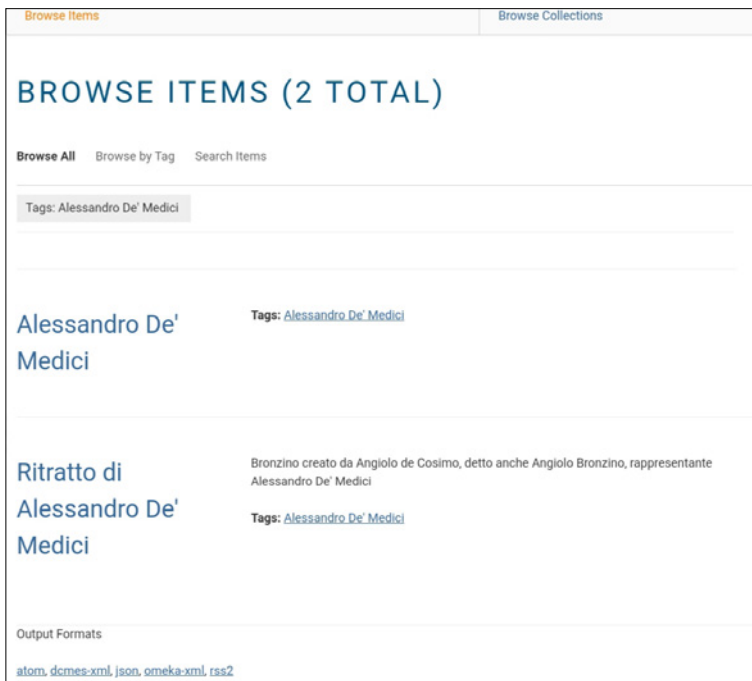 Browse Items Browse Collections
BROWSE ITEMS (2 TOTAL)
Browse All Browse by Tag Search Items
Tags: Alessandro De' Medici
Alessandro De'
Medici
Tags: Alessandro De' Medici
Ritratto di
Alessandro De'
Medici
Bronzino creato da Angiolo de Cosimo, detto anche Angiolo Bronzino, rappresentante
Alessandro De' Medici
Tags: Alessandro De' Medici
Output Formats
atom, dcmes-xml, json, omeka-xml, rss2